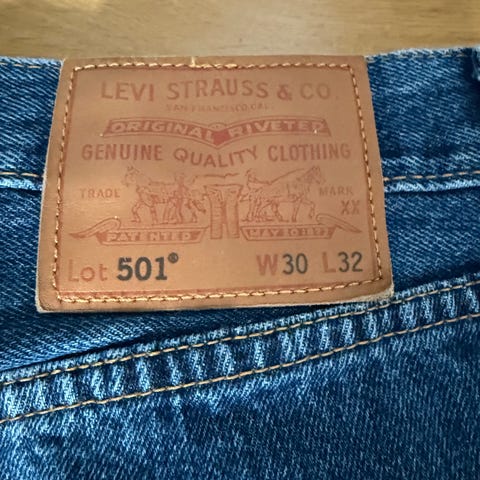 LEVI STRAUSS & CO.
SAN FRANCISCO CAL.
ORIGINAL RIVETED
GENUINE QUALITY CLOTHING
TRADE MARK
XX
PATENTED MAY 20 1873
Lot 501® W30 L32